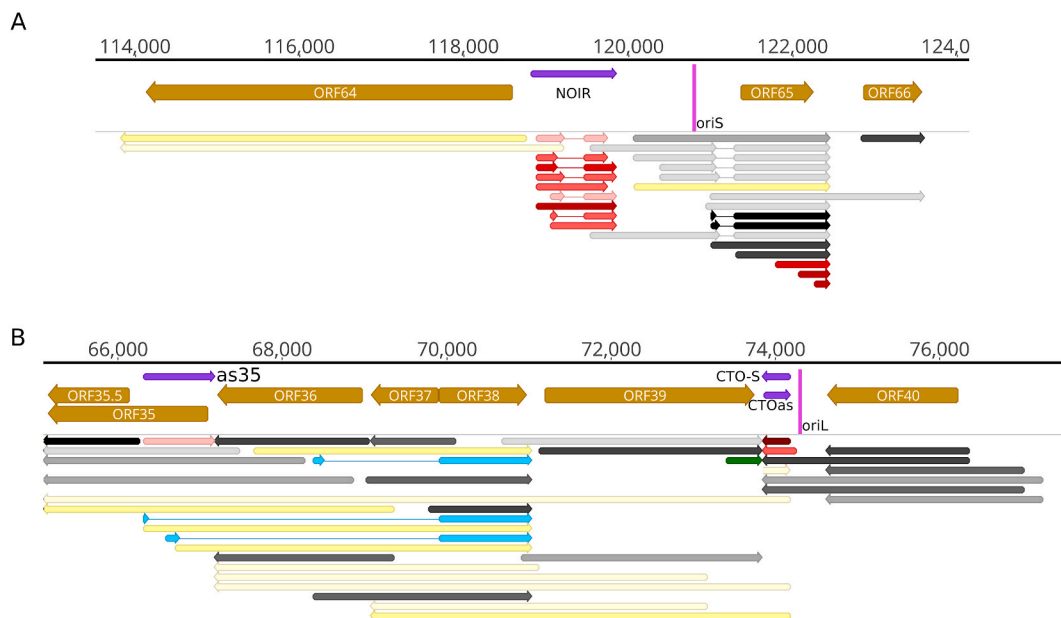 A
114,000 116,000 118,000 120,000 122,000 124,0
ORF64 NOIR ORF65 ORF66
oriS
B
66,000 68,000 70,000 72,000 74,000 76,000
as35 CTO-S
ORF35.5 ORF36 ORF37 ORF38 ORF39 CTOas ORF40
ORF35 oriL